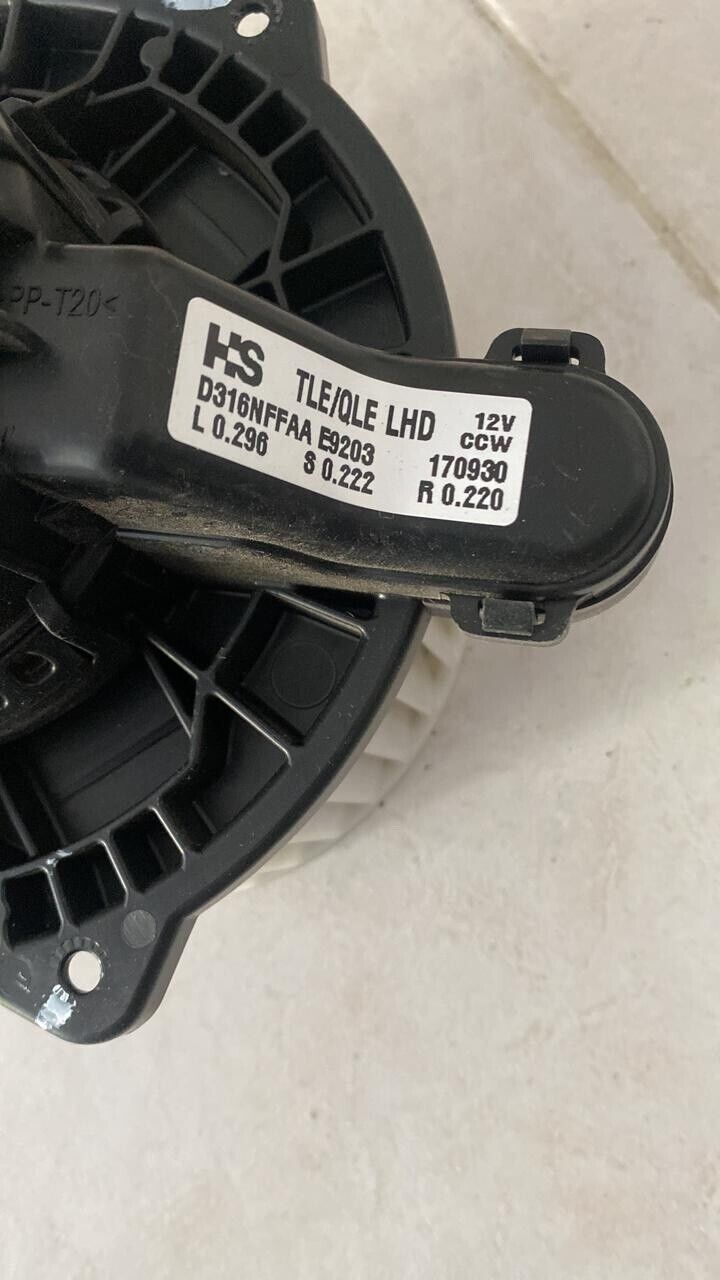 PP-T20<
HS TLE/QLE LHD 12V
CCW
D316NFFAA E9203 170930
L 0.296 S 0.222 R 0.220